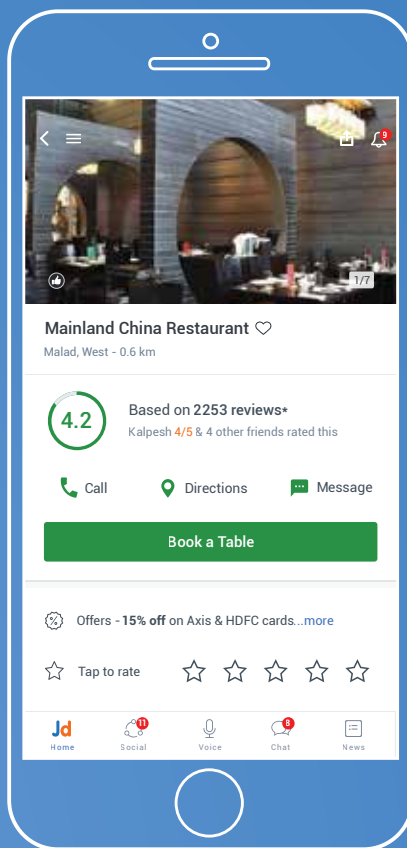 9
1/7
Mainland China Restaurant
Malad, West - 0.6 km
4.2
Based on 2253 reviews*
Kalpesh 4/5 & 4 other friends rated this
Call
Directions
Message
Book a Table
Offers - 15% off on Axis & HDFC cards...more
Tap to rate
Jd
11
8
Home
Social
Voice
Chat
News